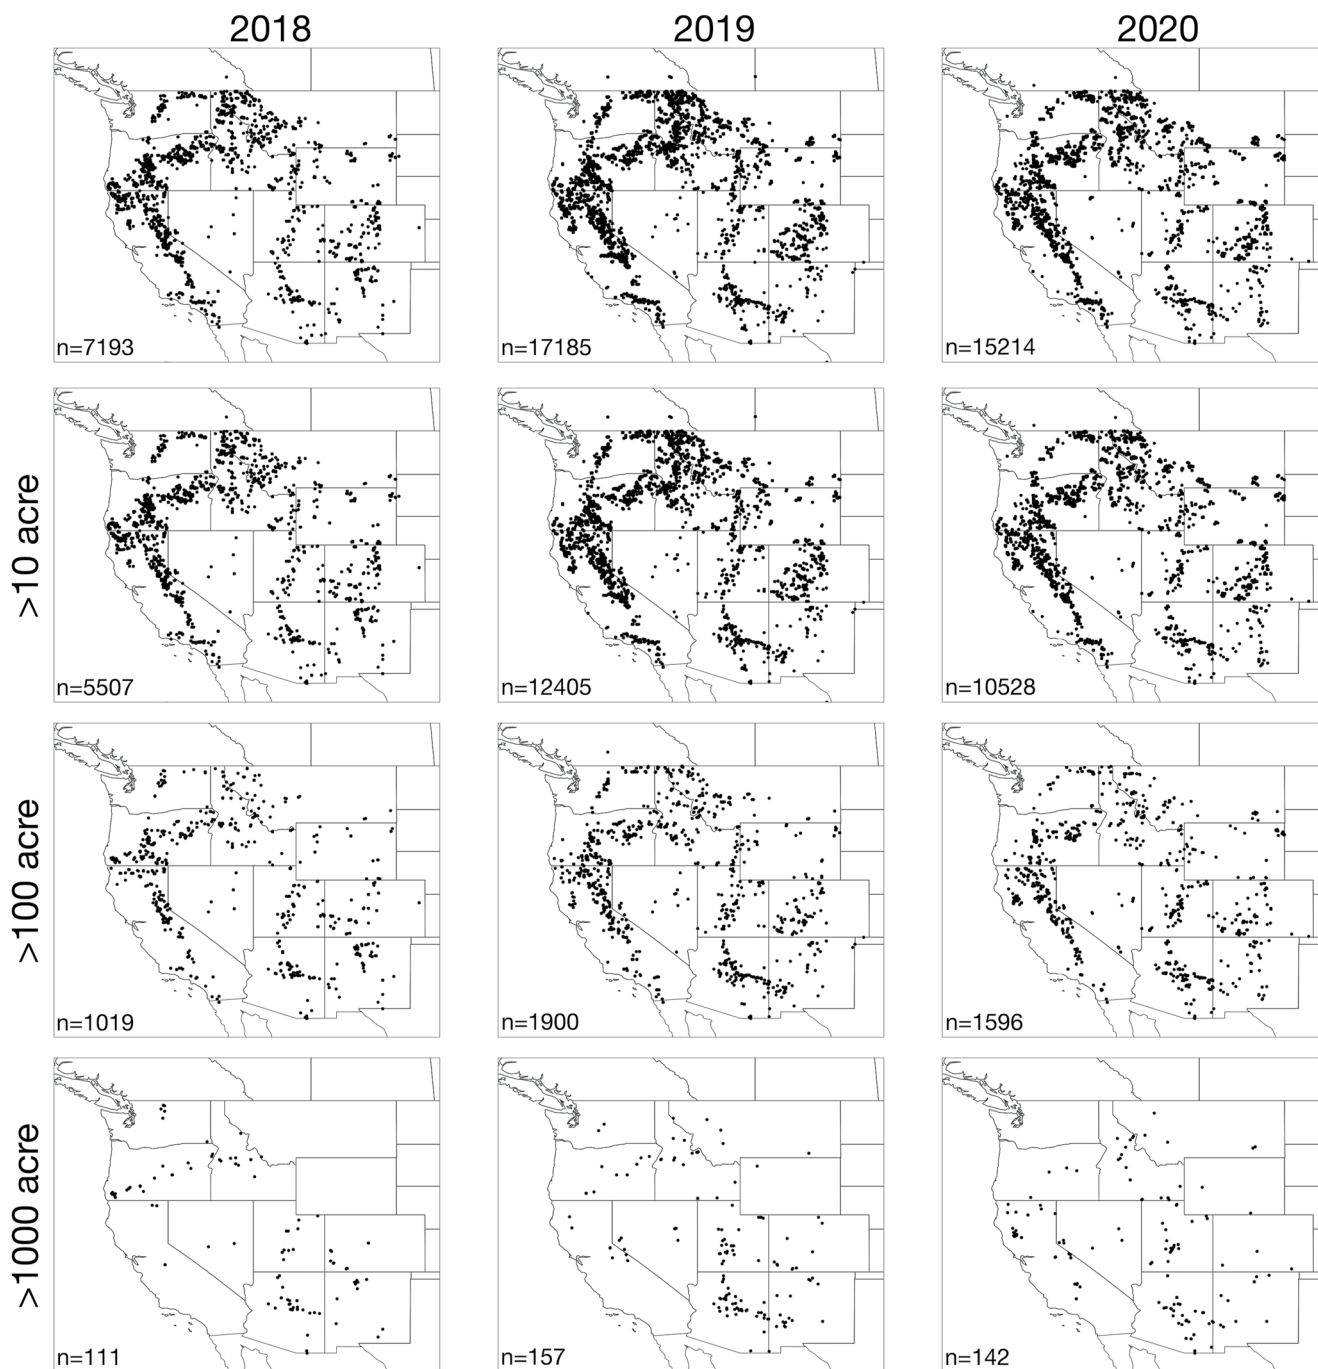 2018 2019 2020
n=7193 n=17185 n=15214
>10 acre
n=5507 n=12405 n=10528
>100 acre
n=1019 n=1900 n=1596
>1000 acre
n=111 n=157 n=142